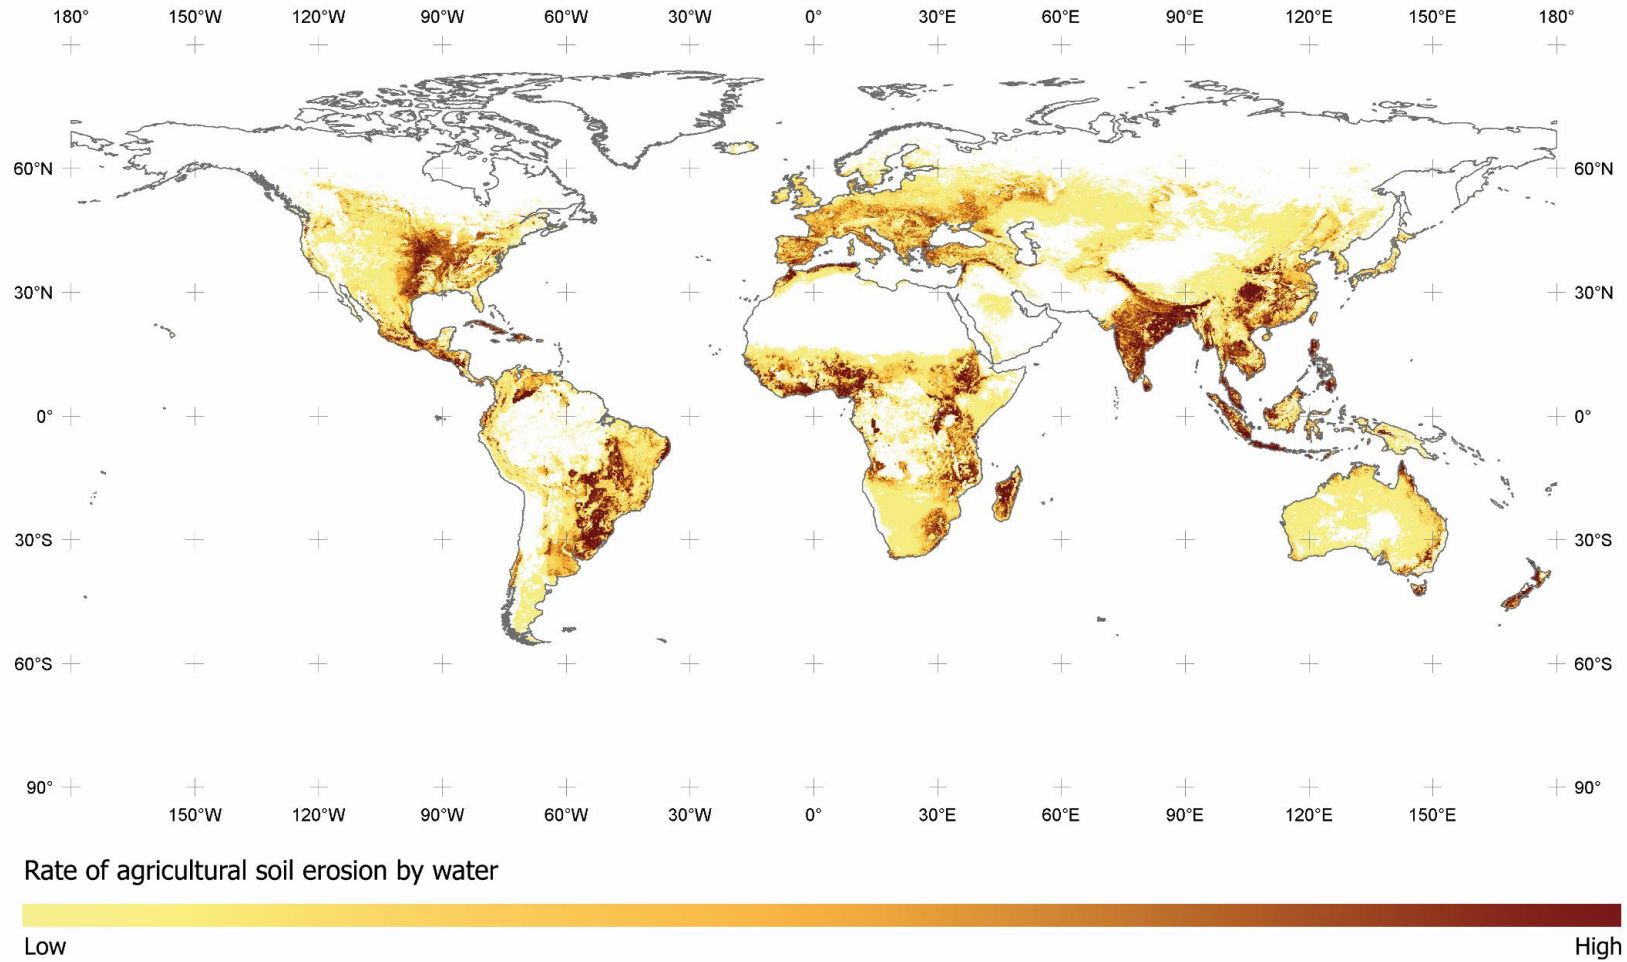 180° 150°W 120°W 90°W 60°W 30°W 0° 30°E 60°E 90°E 120°E 150°E 180°
60°N 60°N
30°N 30°N
0° 0°
30°S 30°S
60°S 60°S
90° 90°
150°W 120°W 90°W 60°W 30°W 0° 30°E 60°E 90°E 120°E 150°E
Rate of agricultural soil erosion by water
Low High